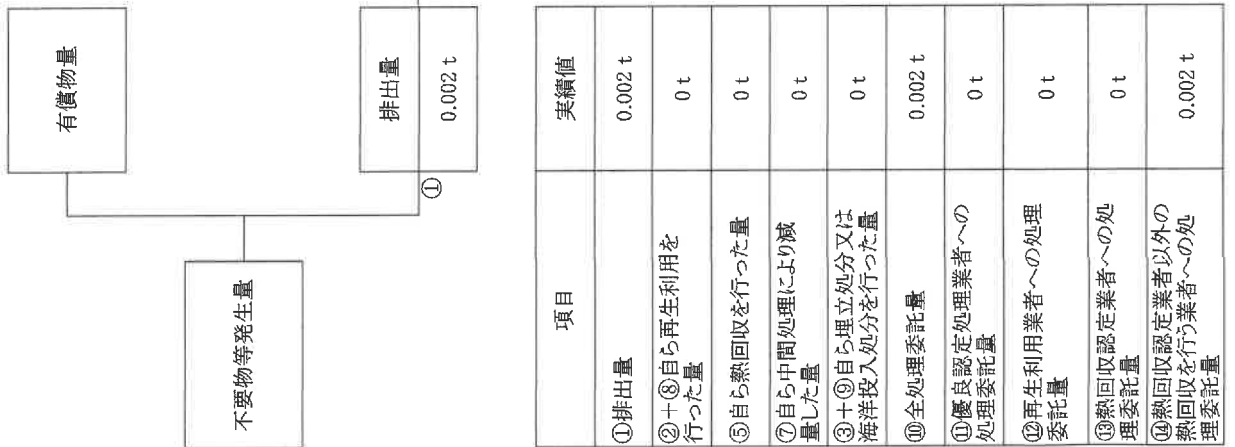 有償物量
不要物等発生量
①
排出量
0.002 t
項目
実績値
①排出量
0.002 t
②+⑧自ら再生利用を
行った量
0 t
⑤自ら熱回収を行った量
0 t
⑦自ら中間処理により減
量した量
0 t
③+⑨自ら埋立処分又は
海洋投入処分を行った量
0 t
⑩全処理委託量
0.002 t
⑪優良認定処理業者への
処理委託量
0 t
⑫再生利用業者への処理
委託量
0 t
⑬熱回収認定業者への処
理委託量
0 t
⑭熱回収認定業者以外の
熱回収を行う業者への処
理委託量
0.002 t